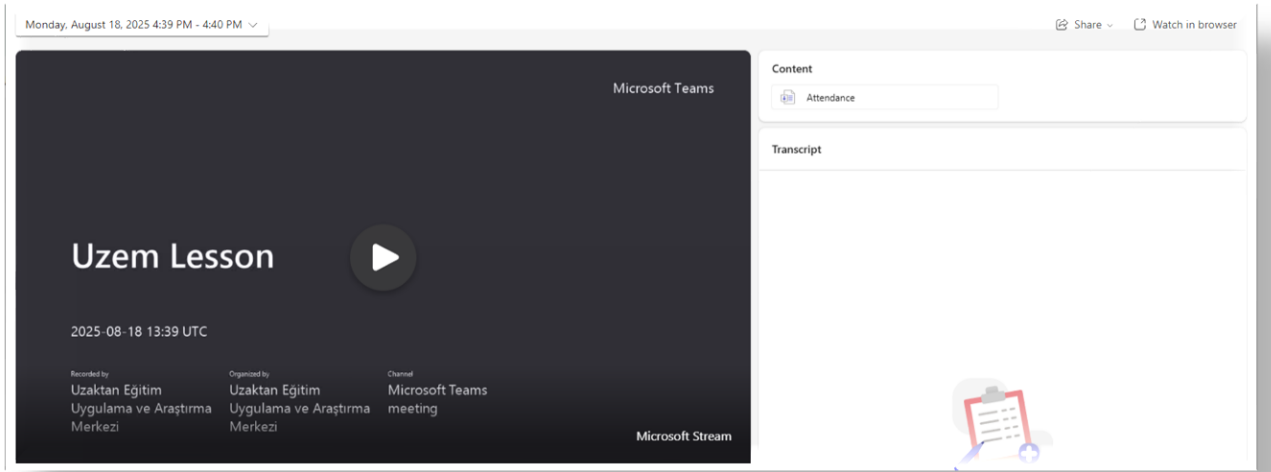 Monday, August 18, 2025 4:39 PM - 4:40 PM
Share
Watch in browser
Microsoft Teams
Uzem Lesson
2025-08-18 13:39 UTC
Recorded by
Uzaktan Eğitim
Uygulama ve Araştırma
Merkezi
Organized by
Uzaktan Eğitim
Uygulama ve Araştırma
Merkezi
Channel
Microsoft Teams
meeting
Microsoft Stream
Content
Attendance
Transcript